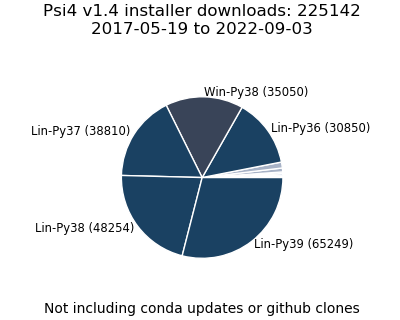 Psi4 v1.4 installer downloads: 225142
2017-05-19 to 2022-09-03
Win-Py38 (35050)
Lin-Py36 (30850)
Lin-Py37 (38810)
Lin-Py38 (48254)
Lin-Py39 (65249)
Not including conda updates or github clones